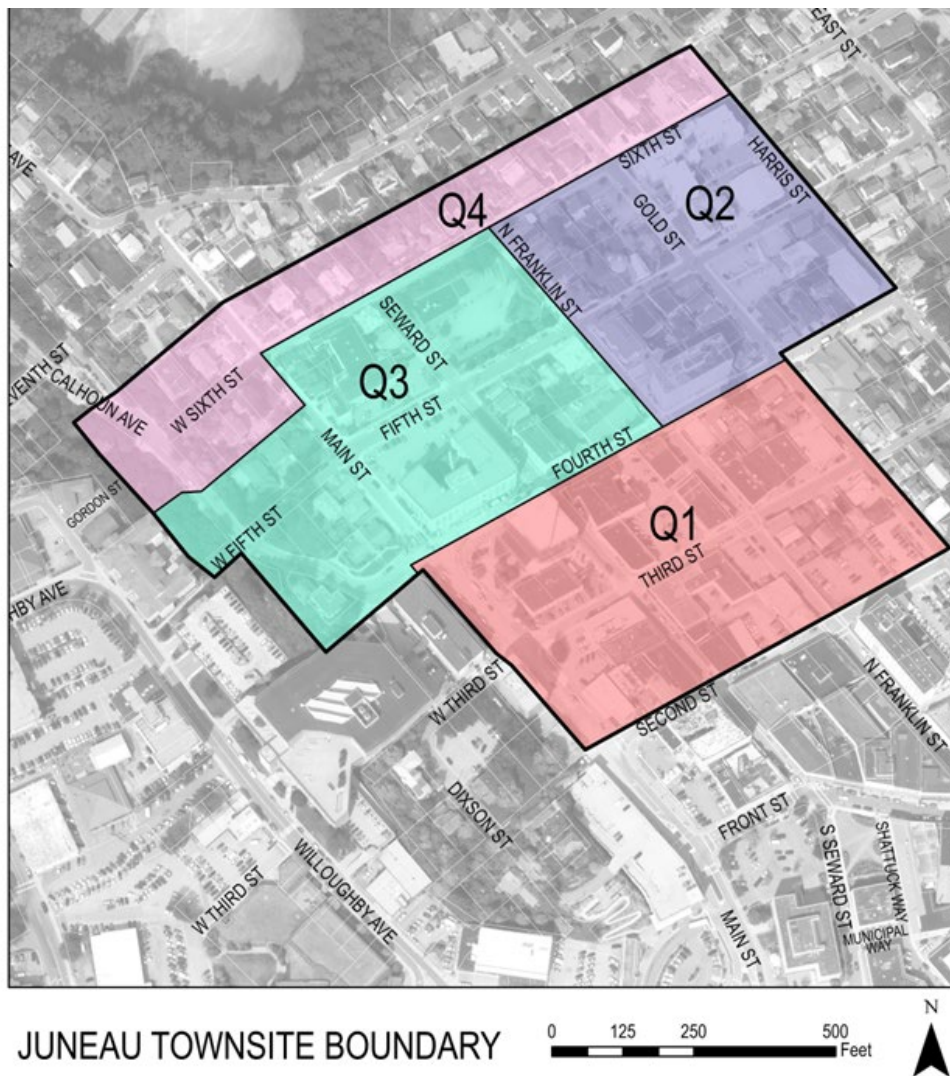 EAST ST
AVE
SIXTH ST
HARRIS ST
Q4
Q2
GOLD ST
N FRANKLIN ST
SEWARD ST
VENTH ST
CALHOUN AVE
W SIXTH ST
Q3
FIFTH ST
MAIN ST
FOURTH ST
GORDON ST
W FIFTH ST
Q1
THIRD ST
HBY AVE
W THIRD ST
SECOND ST
N FRANKLIN ST
DIXSON ST
FRONT ST
S SEWARD ST
SHATTUCK WAY
W THIRD ST
WILLOUGHBY AVE
MAIN ST
MUNICIPAL
WAY
JUNEAU TOWNSITE BOUNDARY
0 125 250 500
Feet
N